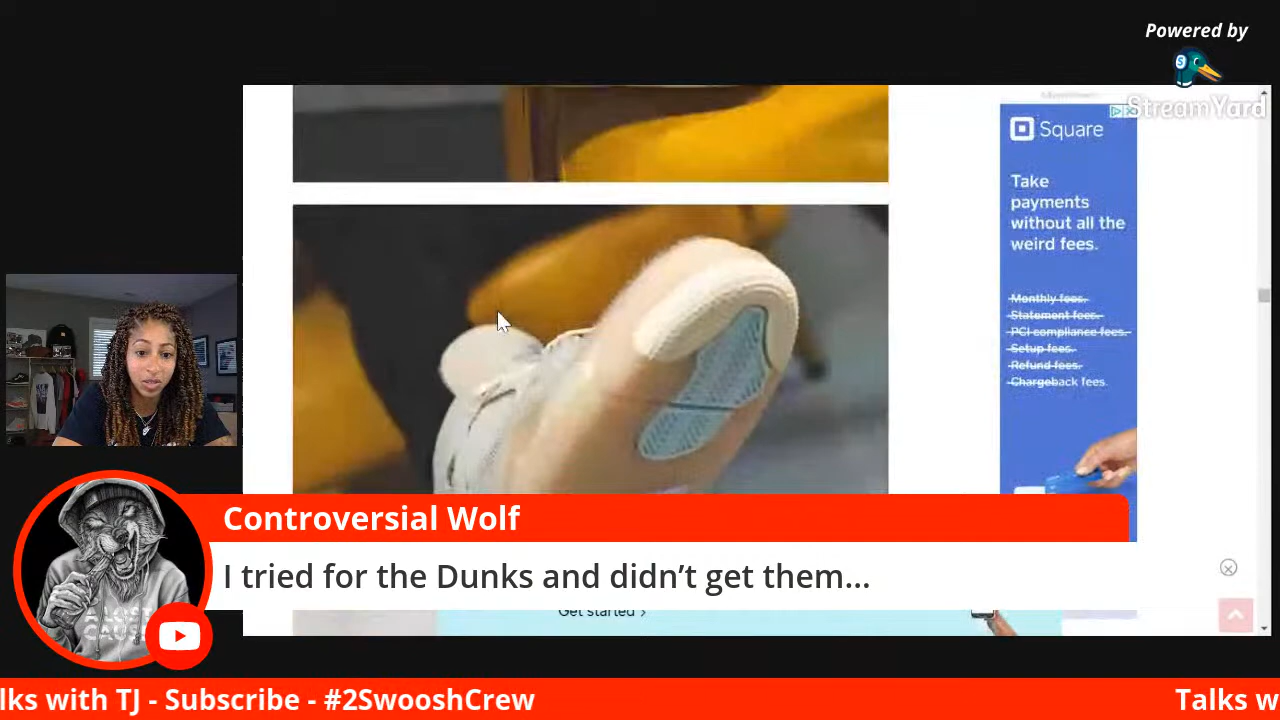 Powered by
StreamYard
Square
Take
payments
without all the
weird fees.
Monthly fees.
Statement fees.
PCI compliance fees.
Setup fees.
Refund fees.
Chargeback fees.
Controversial Wolf
I tried for the Dunks and didn’t get them...
Get started ›
A LOST
CAUSE
lks with TJ - Subscribe - #2SwooshCrew
Talks w